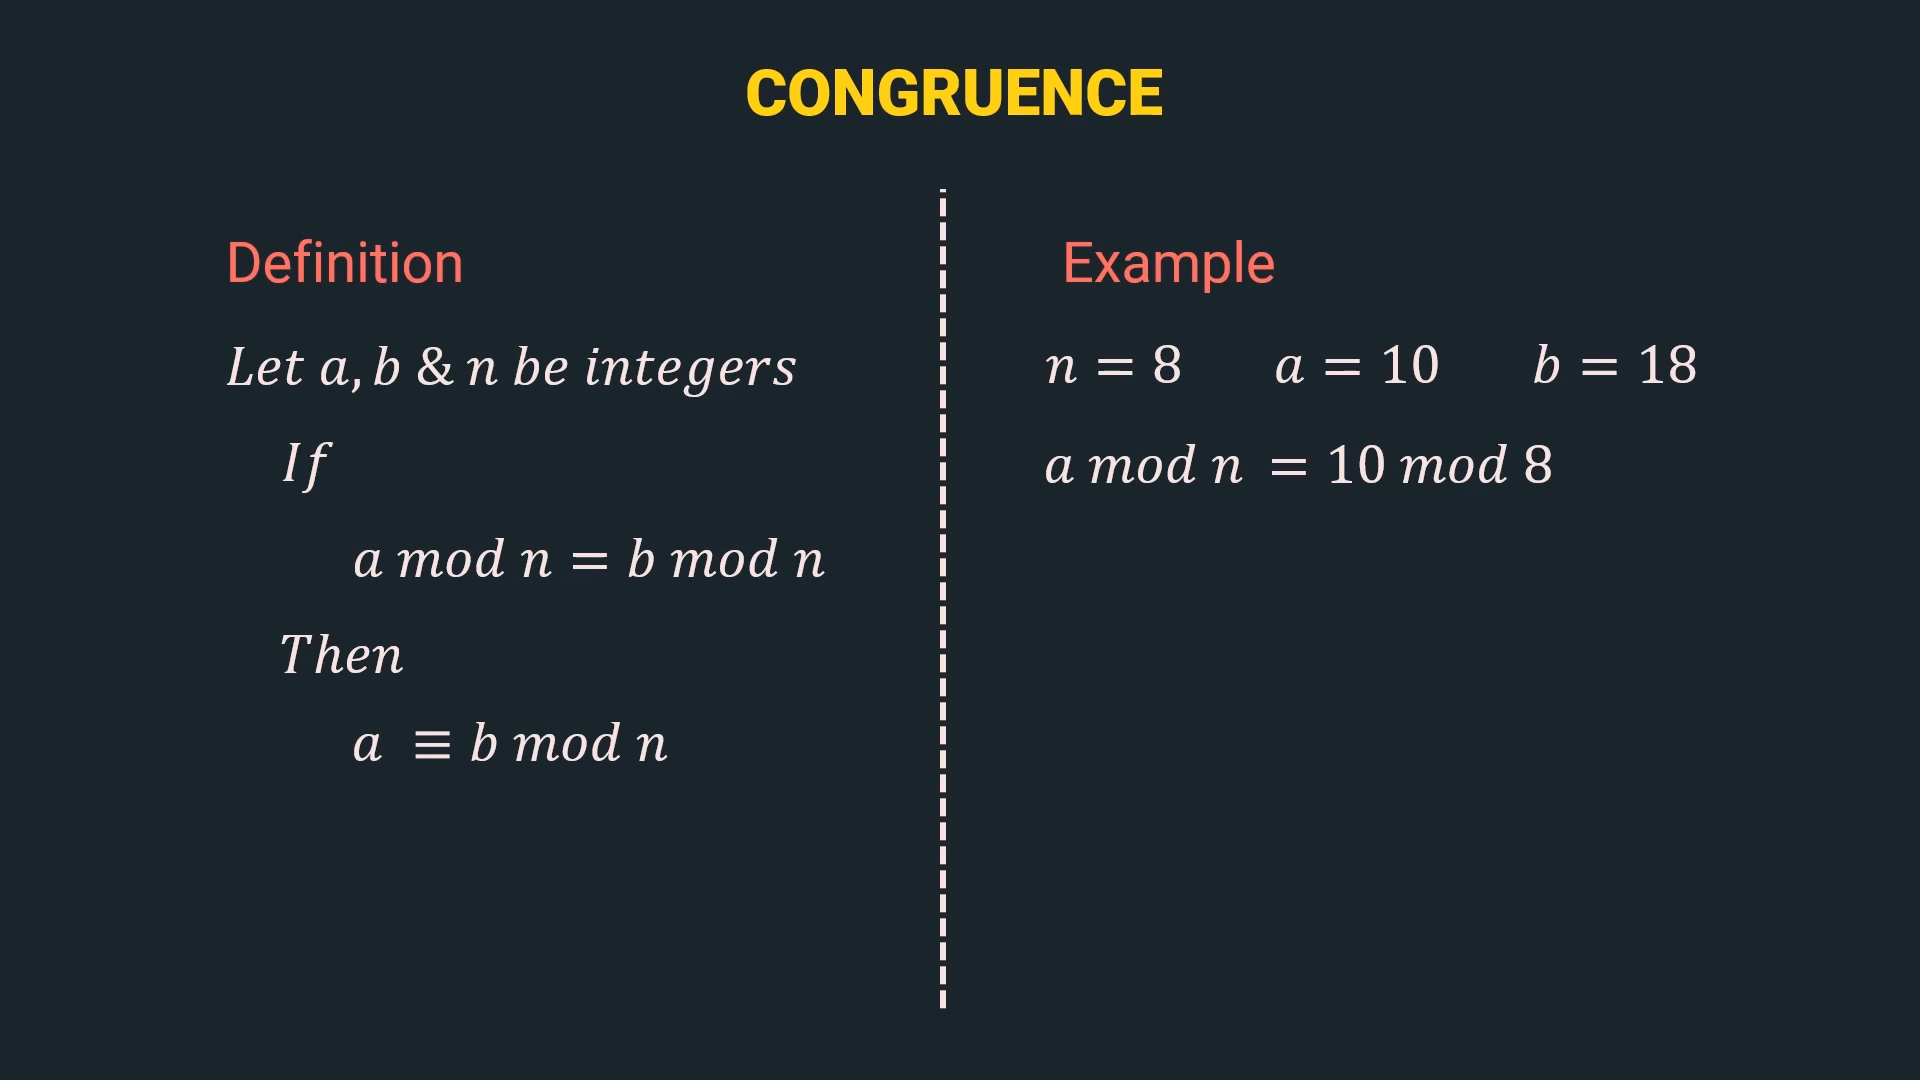 CONGRUENCE
Definition
Let a, b & n be integers
If
a mod n = b mod n
Then
a ≡ b mod n
Example
n = 8 a = 10 b = 18
a mod n = 10 mod 8